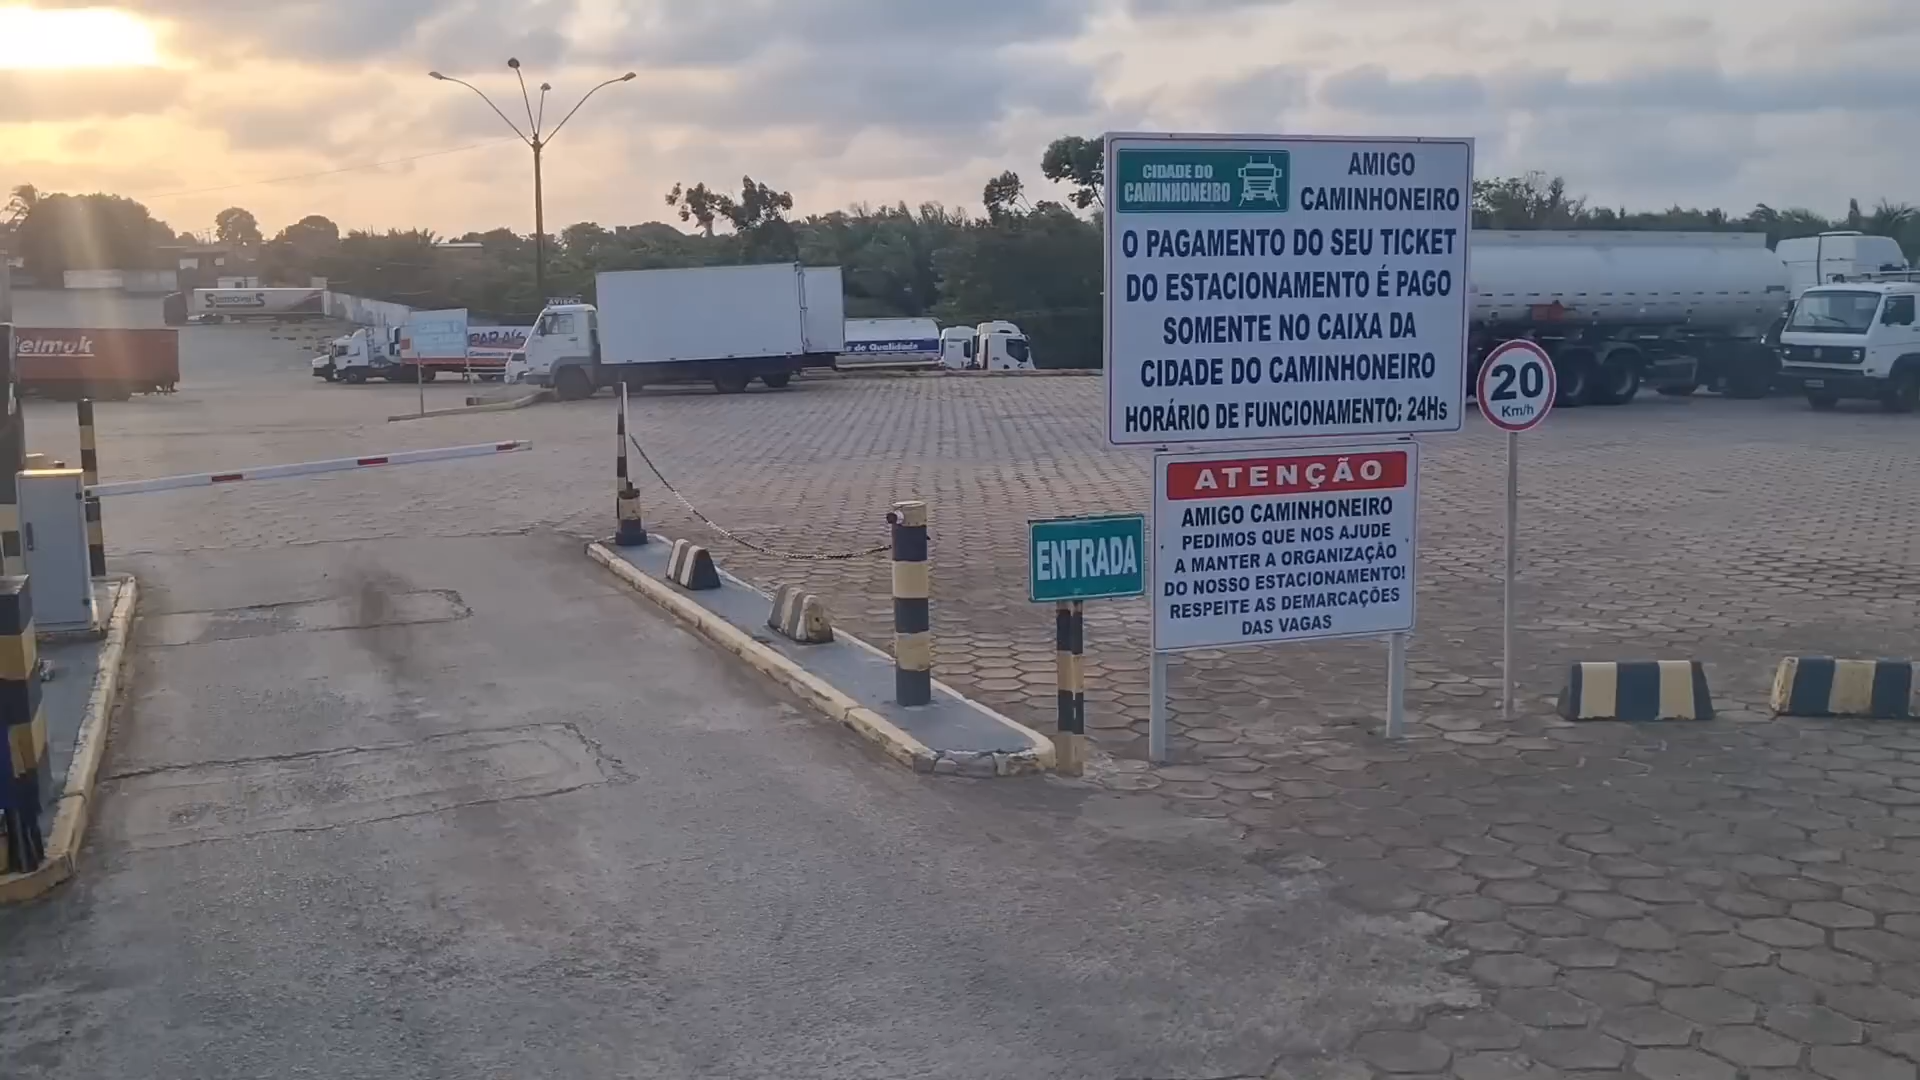 CIDADE DO
CAMINHONEIRO
AMIGO
CAMINHONEIRO
O PAGAMENTO DO SEU TICKET
DO ESTACIONAMENTO É PAGO
SOMENTE NO CAIXA DA
CIDADE DO CAMINHONEIRO
HORÁRIO DE FUNCIONAMENTO: 24Hs
20
Km/h
ATENÇÃO
AMIGO CAMINHONEIRO
PEDIMOS QUE NOS AJUDE
A MANTER A ORGANIZAÇÃO
DO NOSSO ESTACIONAMENTO!
RESPEITE AS DEMARCAÇÕES
DAS VAGAS
ENTRADA
de Qualidade